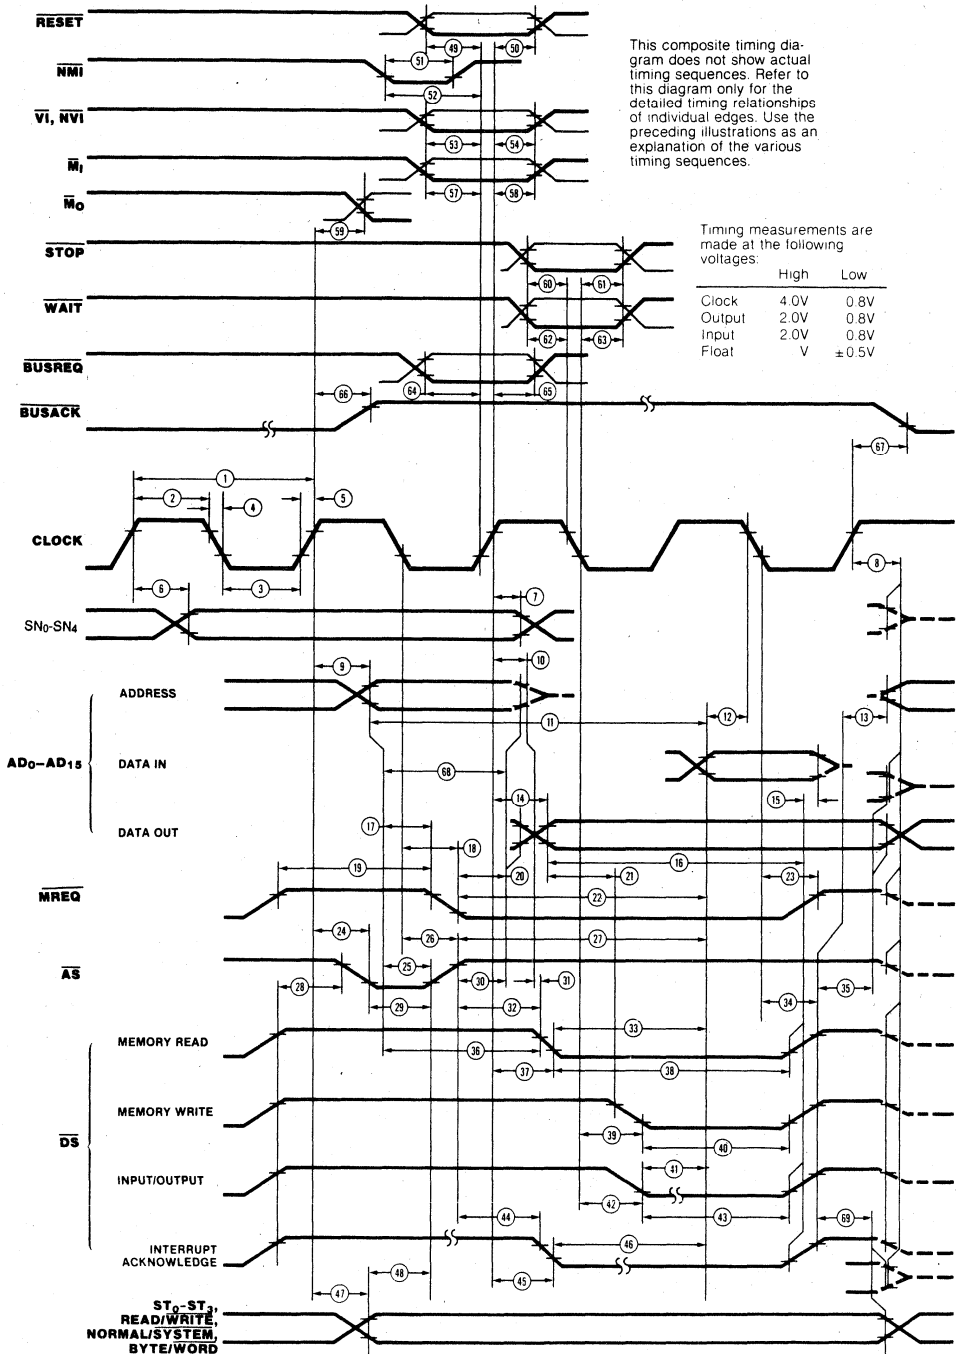 RESET
49
50
This composite timing dia-
gram does not show actual
timing sequences. Refer to
this diagram only for the
detailed timing relationships
of individual edges. Use the
preceding illustrations as an
explanation of the various
timing sequences.
NMI
51
52
VI, NVI
53
54
MI
57
58
MO
59
Timing measurements are
made at the following
voltages:
High Low
Clock 4.0V 0.8V
Output 2.0V 0.8V
Input 2.0V 0.8V
Float V ±0.5V
STOP
60
61
WAIT
62
63
BUSREQ
64
65
66
BUSACK
67
1
2
4
5
CLOCK
8
6
3
7
SN0-SN4
9
10
ADDRESS
11
12
13
AD0–AD15
DATA IN
68
14
15
DATA OUT
17
18
16
19
20
21
23
MREQ
22
24
26
27
AS
25
28
29
30
31
32
34
35
MEMORY READ
33
36
37
38
MEMORY WRITE
39
40
DS
INPUT/OUTPUT
41
42
43
44
69
INTERRUPT
ACKNOWLEDGE
46
45
48
47
ST0-ST3,
READ/WRITE,
NORMAL/SYSTEM,
BYTE/WORD